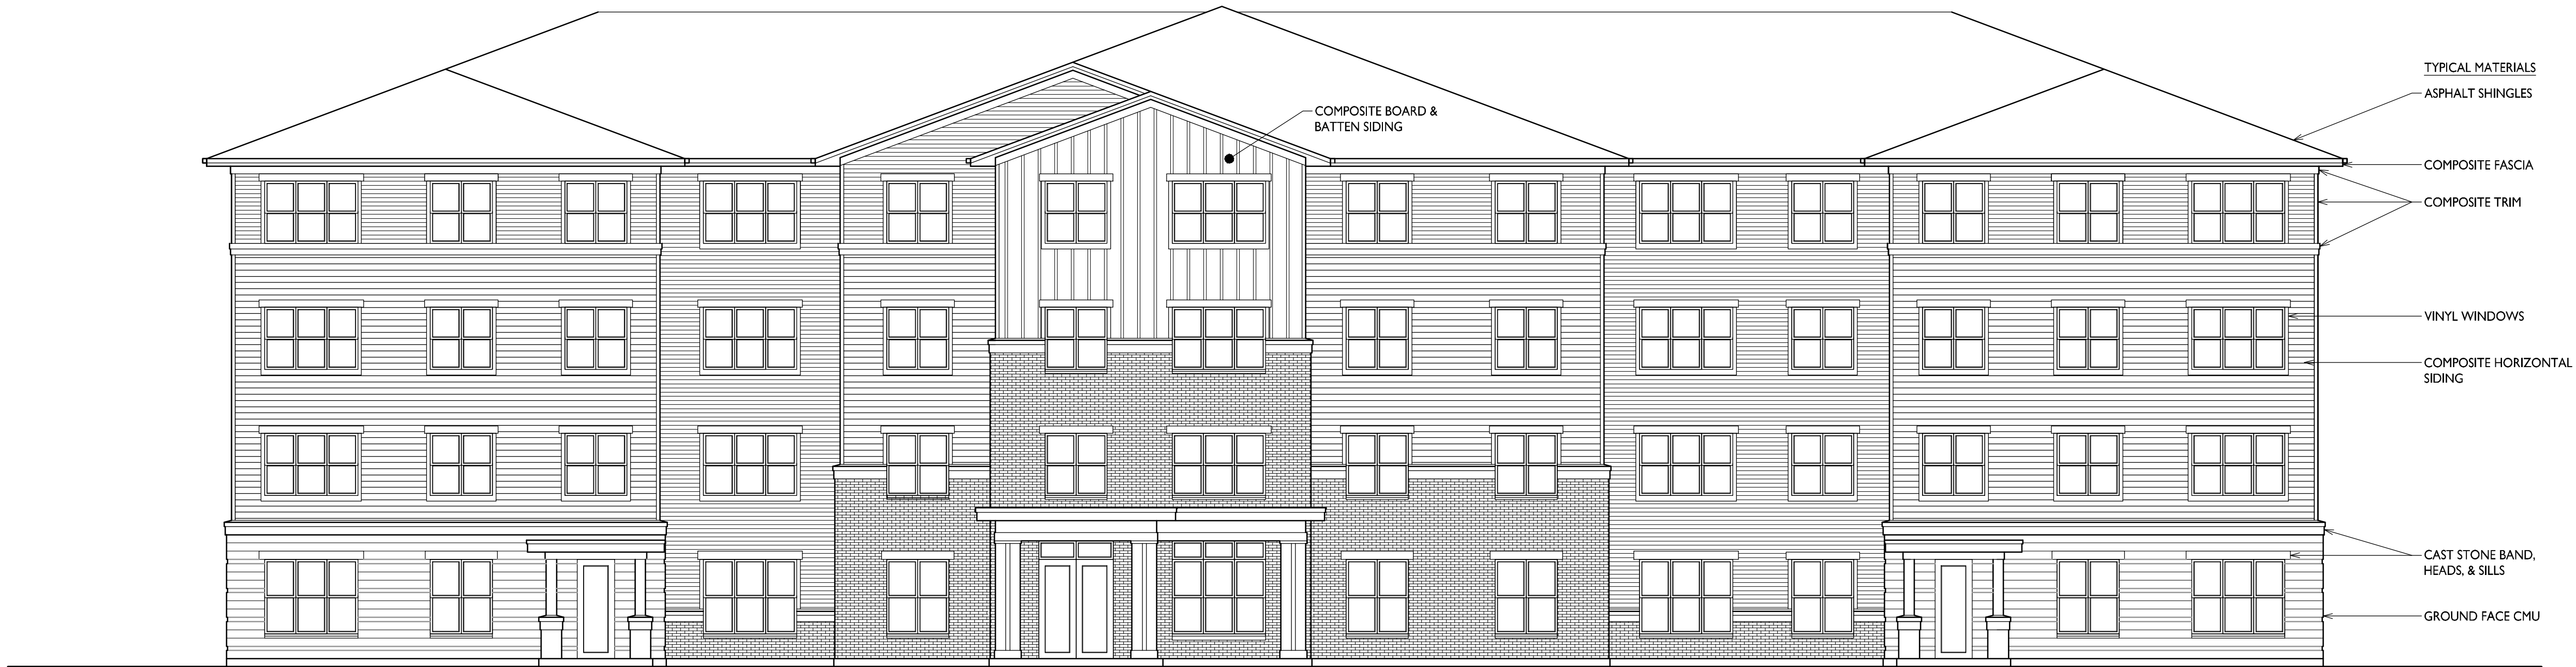 TYPICAL MATERIALS
ASPHALT SHINGLES
COMPOSITE BOARD &
BATTEN SIDING
COMPOSITE FASCIA
COMPOSITE TRIM
VINYL WINDOWS
COMPOSITE HORIZONTAL
SIDING
CAST STONE BAND,
HEADS, & SILLS
GROUND FACE CMU